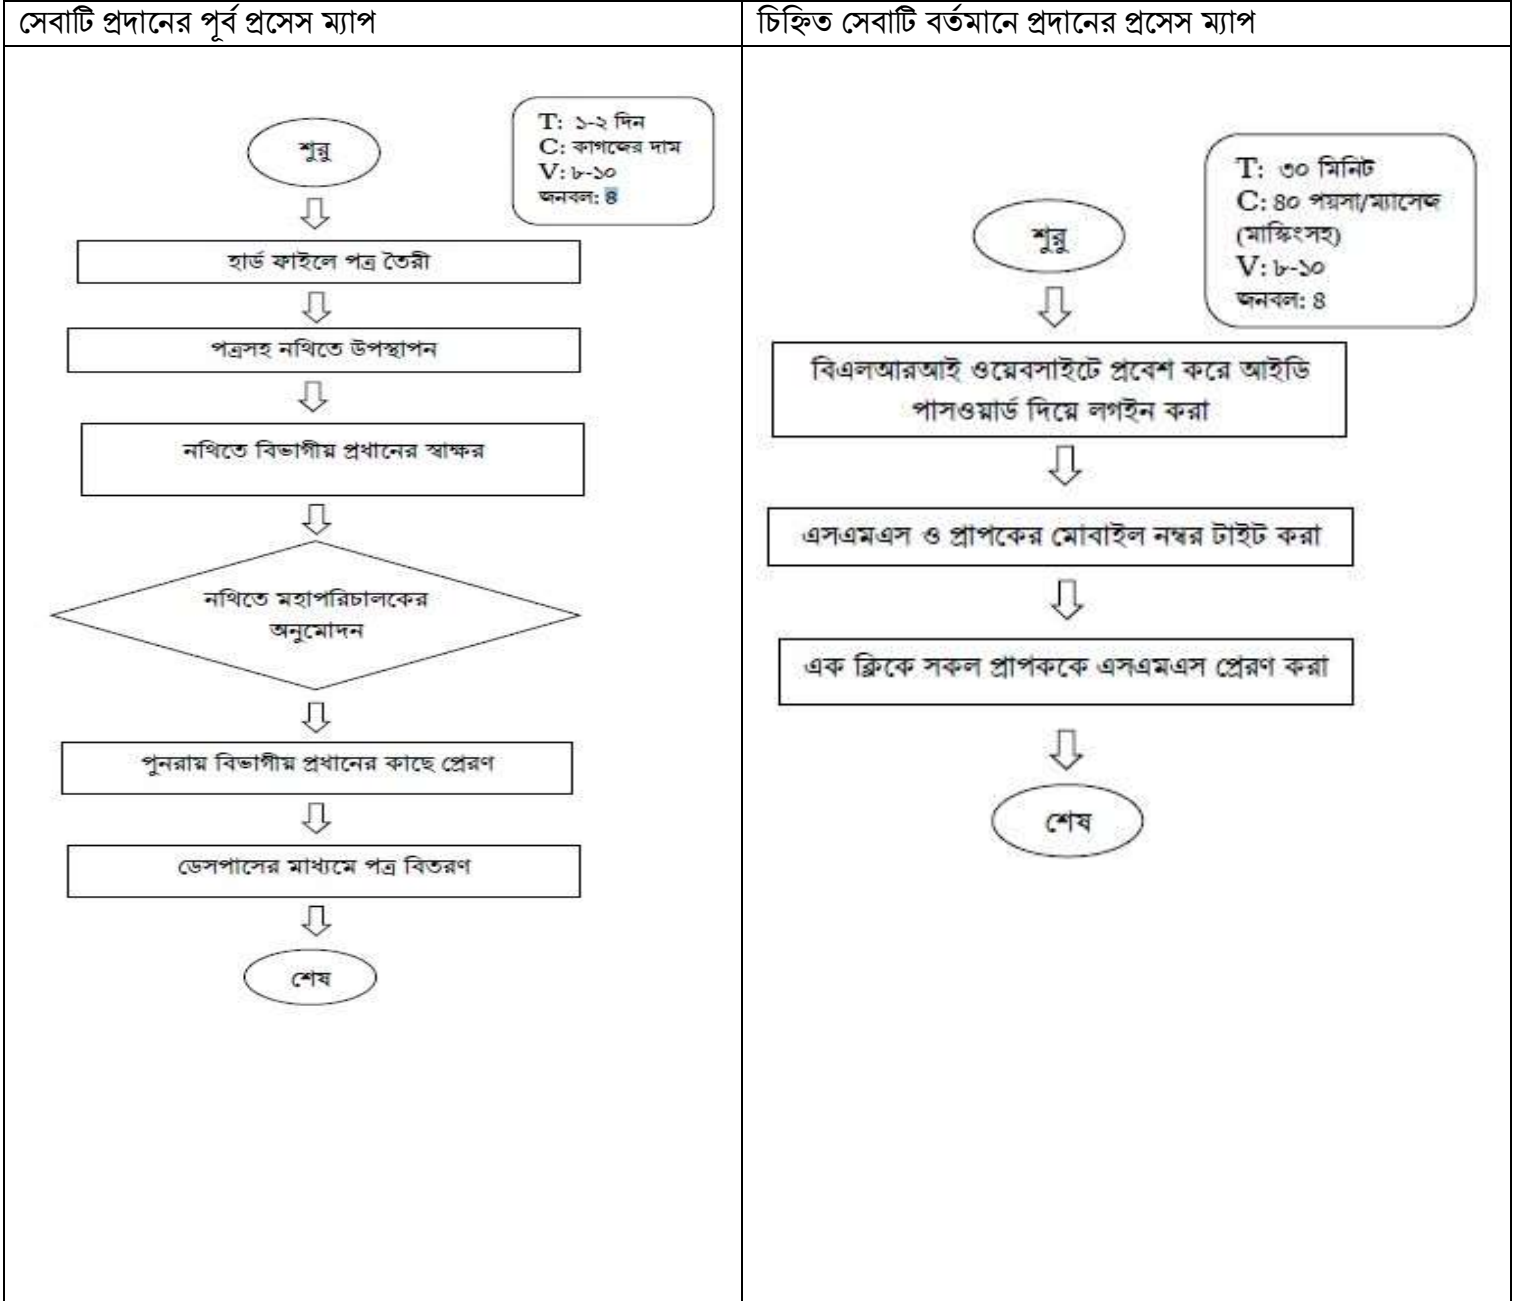 সেবাটি প্রদানের পূর্ব প্রসেস ম্যাপ
T: ১-২ দিন
C: কাগজের দাম
V: ৮-১০
জনবল: ৪
শুরু
হার্ড ফাইলে পত্র তৈরী
পত্রসহ নথিতে উপস্থাপন
নথিতে বিভাগীয় প্রধানের স্বাক্ষর
নথিতে মহাপরিচালকের
অনুমোদন
পুনরায় বিভাগীয় প্রধানের কাছে প্রেরণ
ডেসপাসের মাধ্যমে পত্র বিতরণ
শেষ
চিহ্নিত সেবাটি বর্তমানে প্রদানের প্রসেস ম্যাপ
T: ৩০ মিনিট
C: ৪০ পয়সা/ম্যাসেজ
(মাস্কিংসহ)
V: ৮-১০
জনবল: ৪
শুরু
বিএলআরআই ওয়েবসাইটে প্রবেশ করে আইডি
পাসওয়ার্ড দিয়ে লগইন করা
এসএমএস ও প্রাপকের মোবাইল নম্বর টাইট করা
এক ক্লিকে সকল প্রাপককে এসএমএস প্রেরণ করা
শেষ